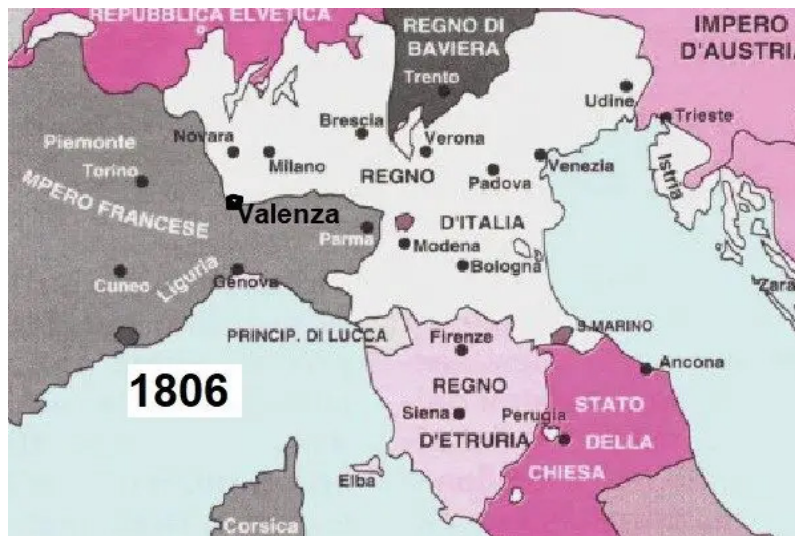 REPUBBLICA ELVETICA
REGNO DI
BAVIERA
Trento
IMPERO
D'AUSTRI
Udine
Trieste
Piemonte
Novara
Brescia
Verona
Torino
Milano
REGNO
Padova
Venezia
Istria
MPERO FRANCESE
Valenza
D'ITALIA
Parma
Modena
Bologna
Cuneo
Liguria
Genova
Zara
PRINCIP. DI LUCCA
Firenze
S.MARINO
Ancona
1806
REGNO
Siena
Perugia
STATO
D'ETRURIA
DELLA
CHIESA
Elba
Corsica